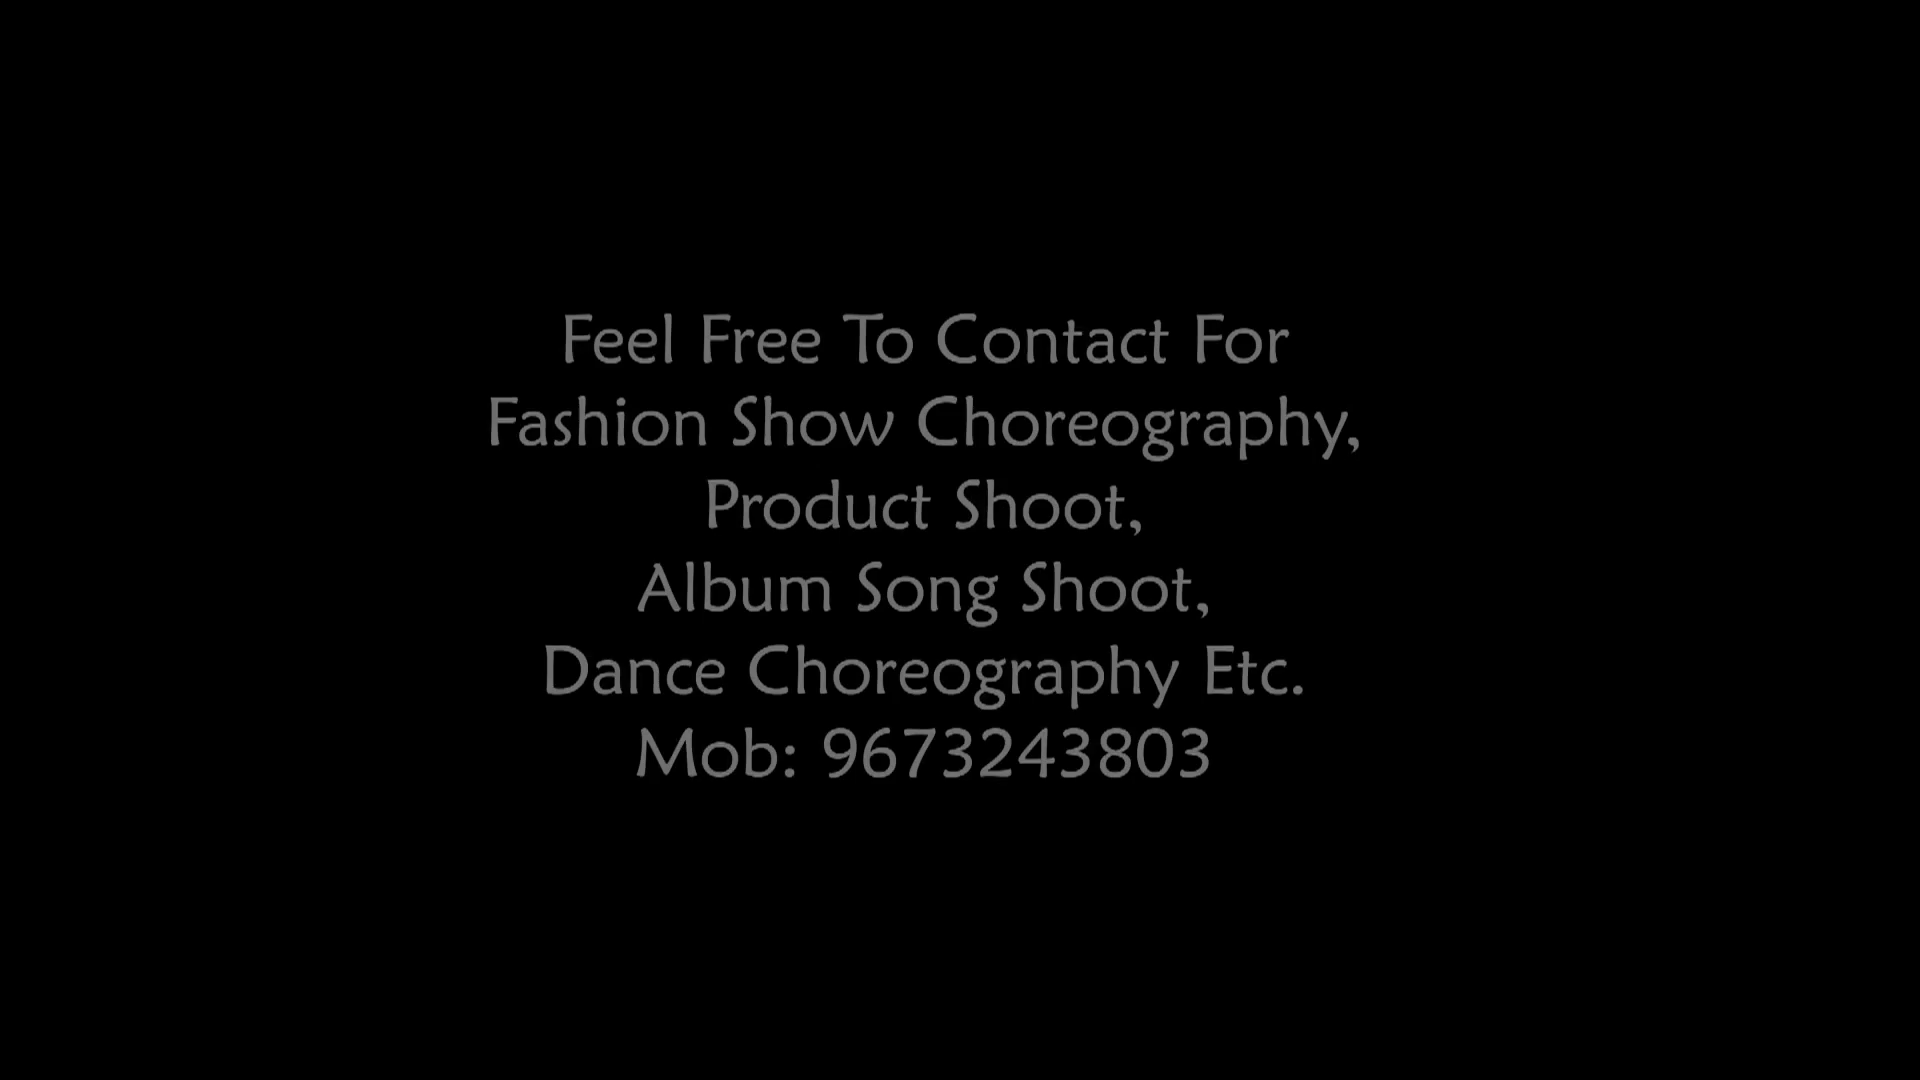 Feel Free To Contact For
Fashion Show Choreography,
Product Shoot,
Album Song Shoot,
Dance Choreography Etc.
Mob: 9673243803